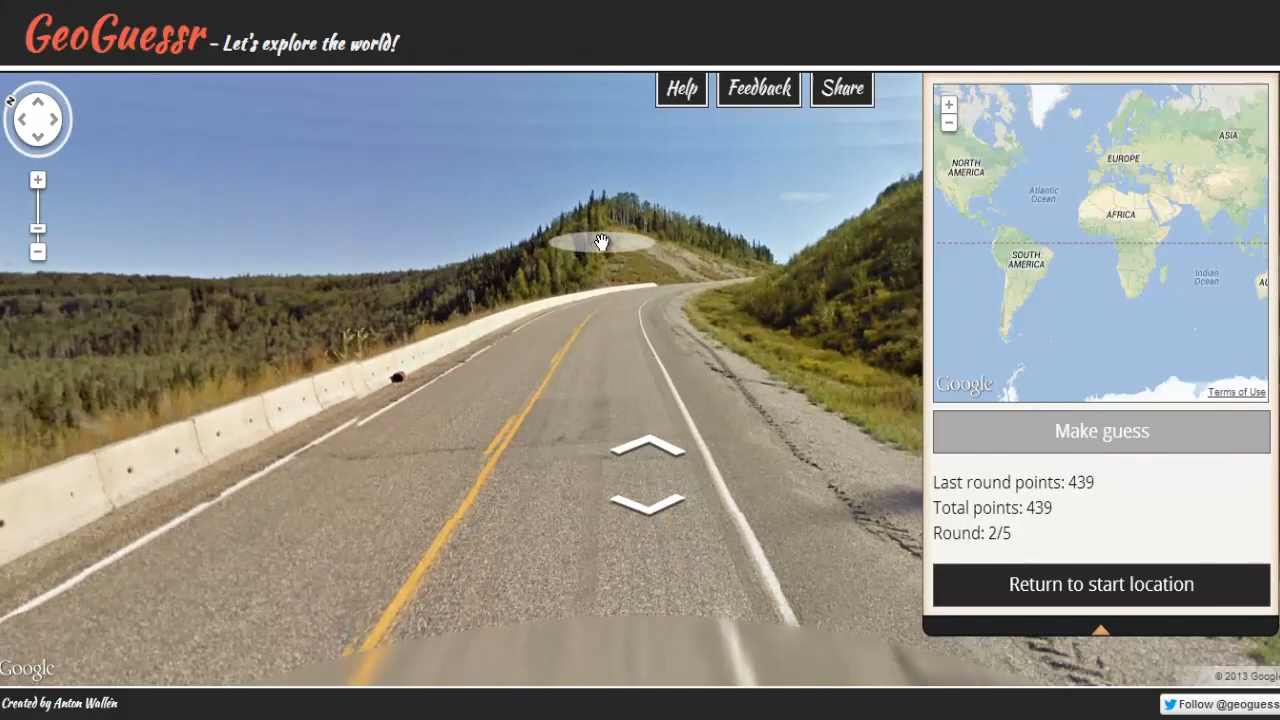 GeoGuessr - Let's explore the world!
Help
Feedback
Share
N
+
−
+
−
NORTH
AMERICA
Atlantic
Ocean
EUROPE
ASIA
AFRICA
SOUTH
AMERICA
Indian
Ocean
AU
Google
Terms of Use
Make guess
Last round points: 439
Total points: 439
Round: 2/5
Return to start location
Google
© 2013 Googl
Created by Anton Wallén
Follow @geoguess